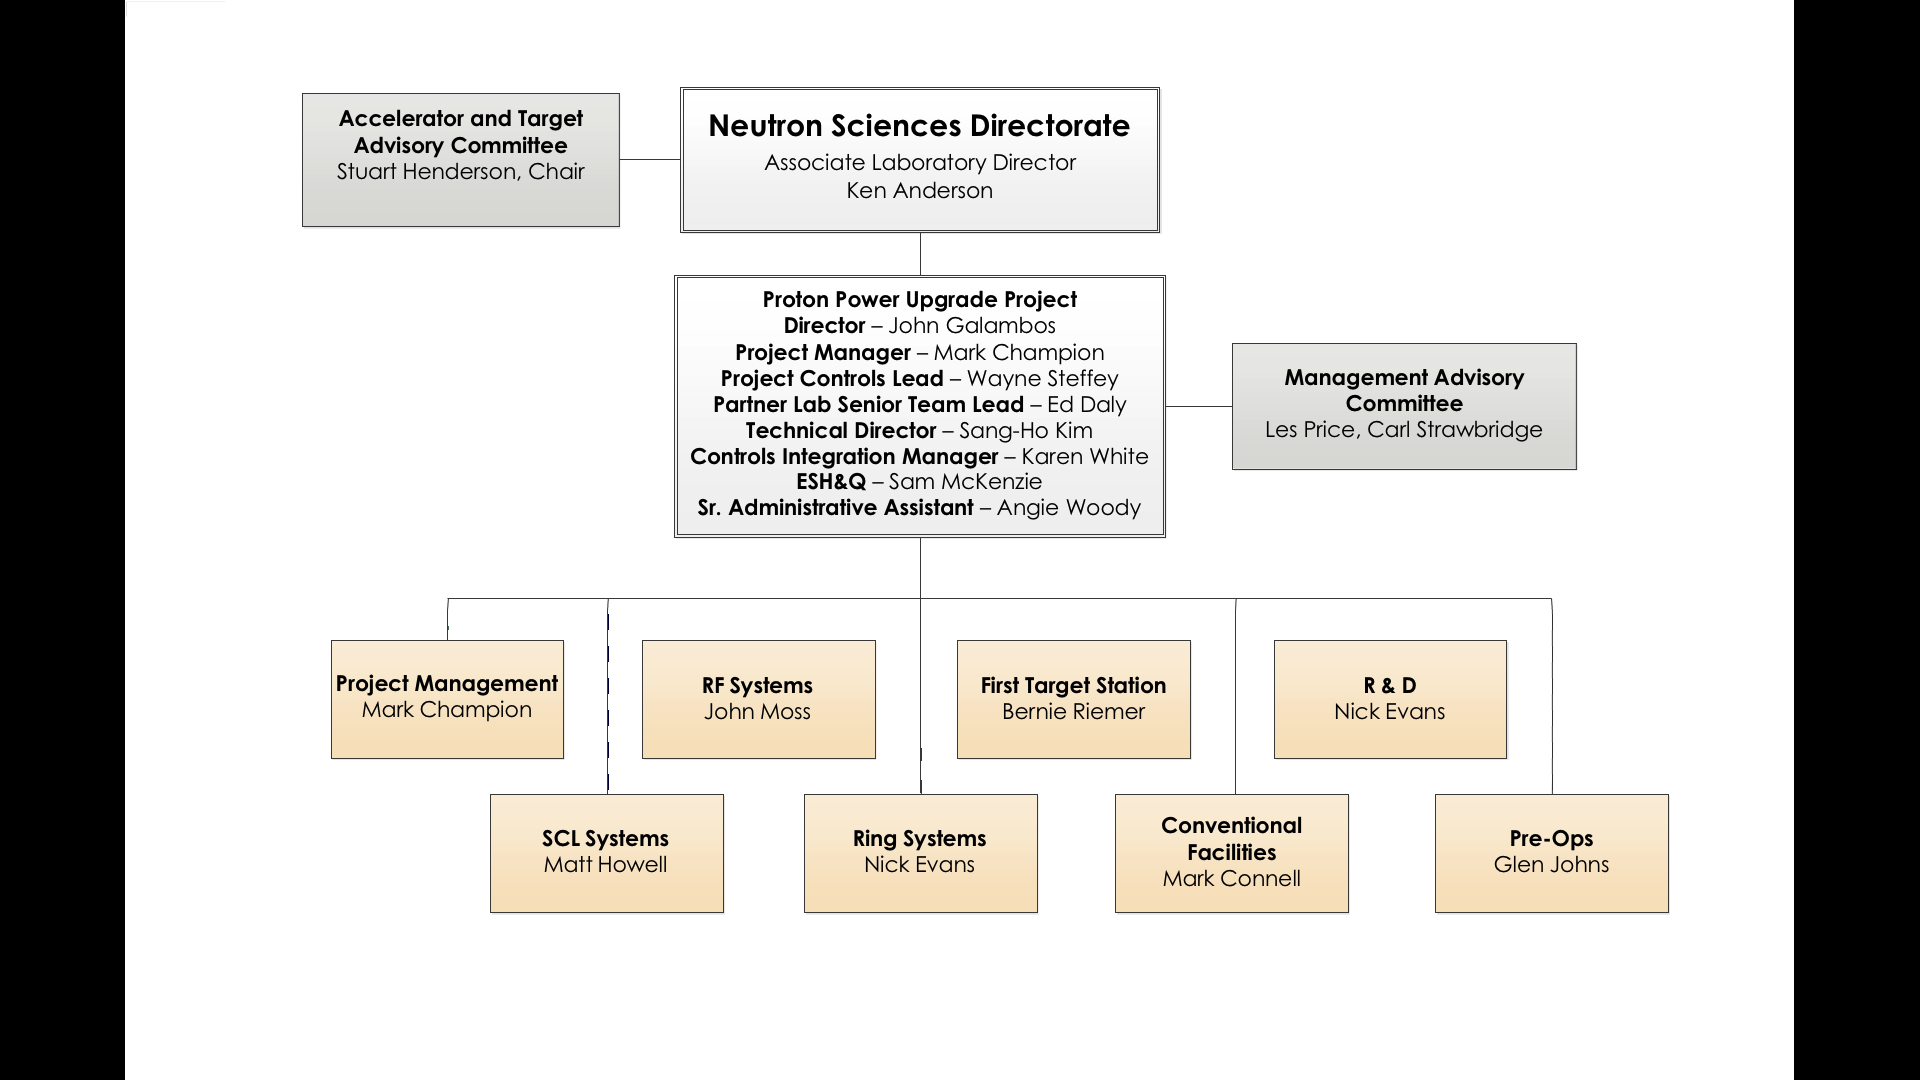 Accelerator and Target
Advisory Committee
Stuart Henderson, Chair
Neutron Sciences Directorate
Associate Laboratory Director
Ken Anderson
Proton Power Upgrade Project
Director – John Galambos
Project Manager – Mark Champion
Project Controls Lead – Wayne Steffey
Partner Lab Senior Team Lead – Ed Daly
Technical Director – Sang-Ho Kim
Controls Integration Manager – Karen White
ESH&Q – Sam McKenzie
Sr. Administrative Assistant – Angie Woody
Management Advisory
Committee
Les Price, Carl Strawbridge
Project Management
Mark Champion
RF Systems
John Moss
First Target Station
Bernie Riemer
R & D
Nick Evans
SCL Systems
Matt Howell
Ring Systems
Nick Evans
Conventional
Facilities
Mark Connell
Pre-Ops
Glen Johns